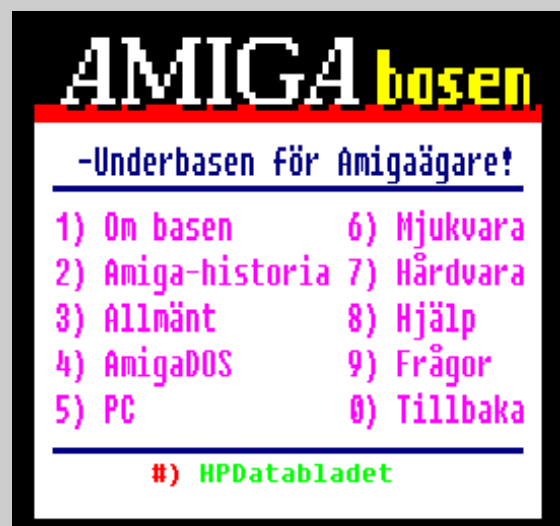 AMIGA basen
-Underbasen för Amigaägare!
1) Om basen 6) Mjukvara
2) Amiga-historia 7) Hårdvara
3) Allmänt 8) Hjälp
4) AmigaDOS 9) Frågor
5) PC 0) Tillbaka
#) HPDatabladet